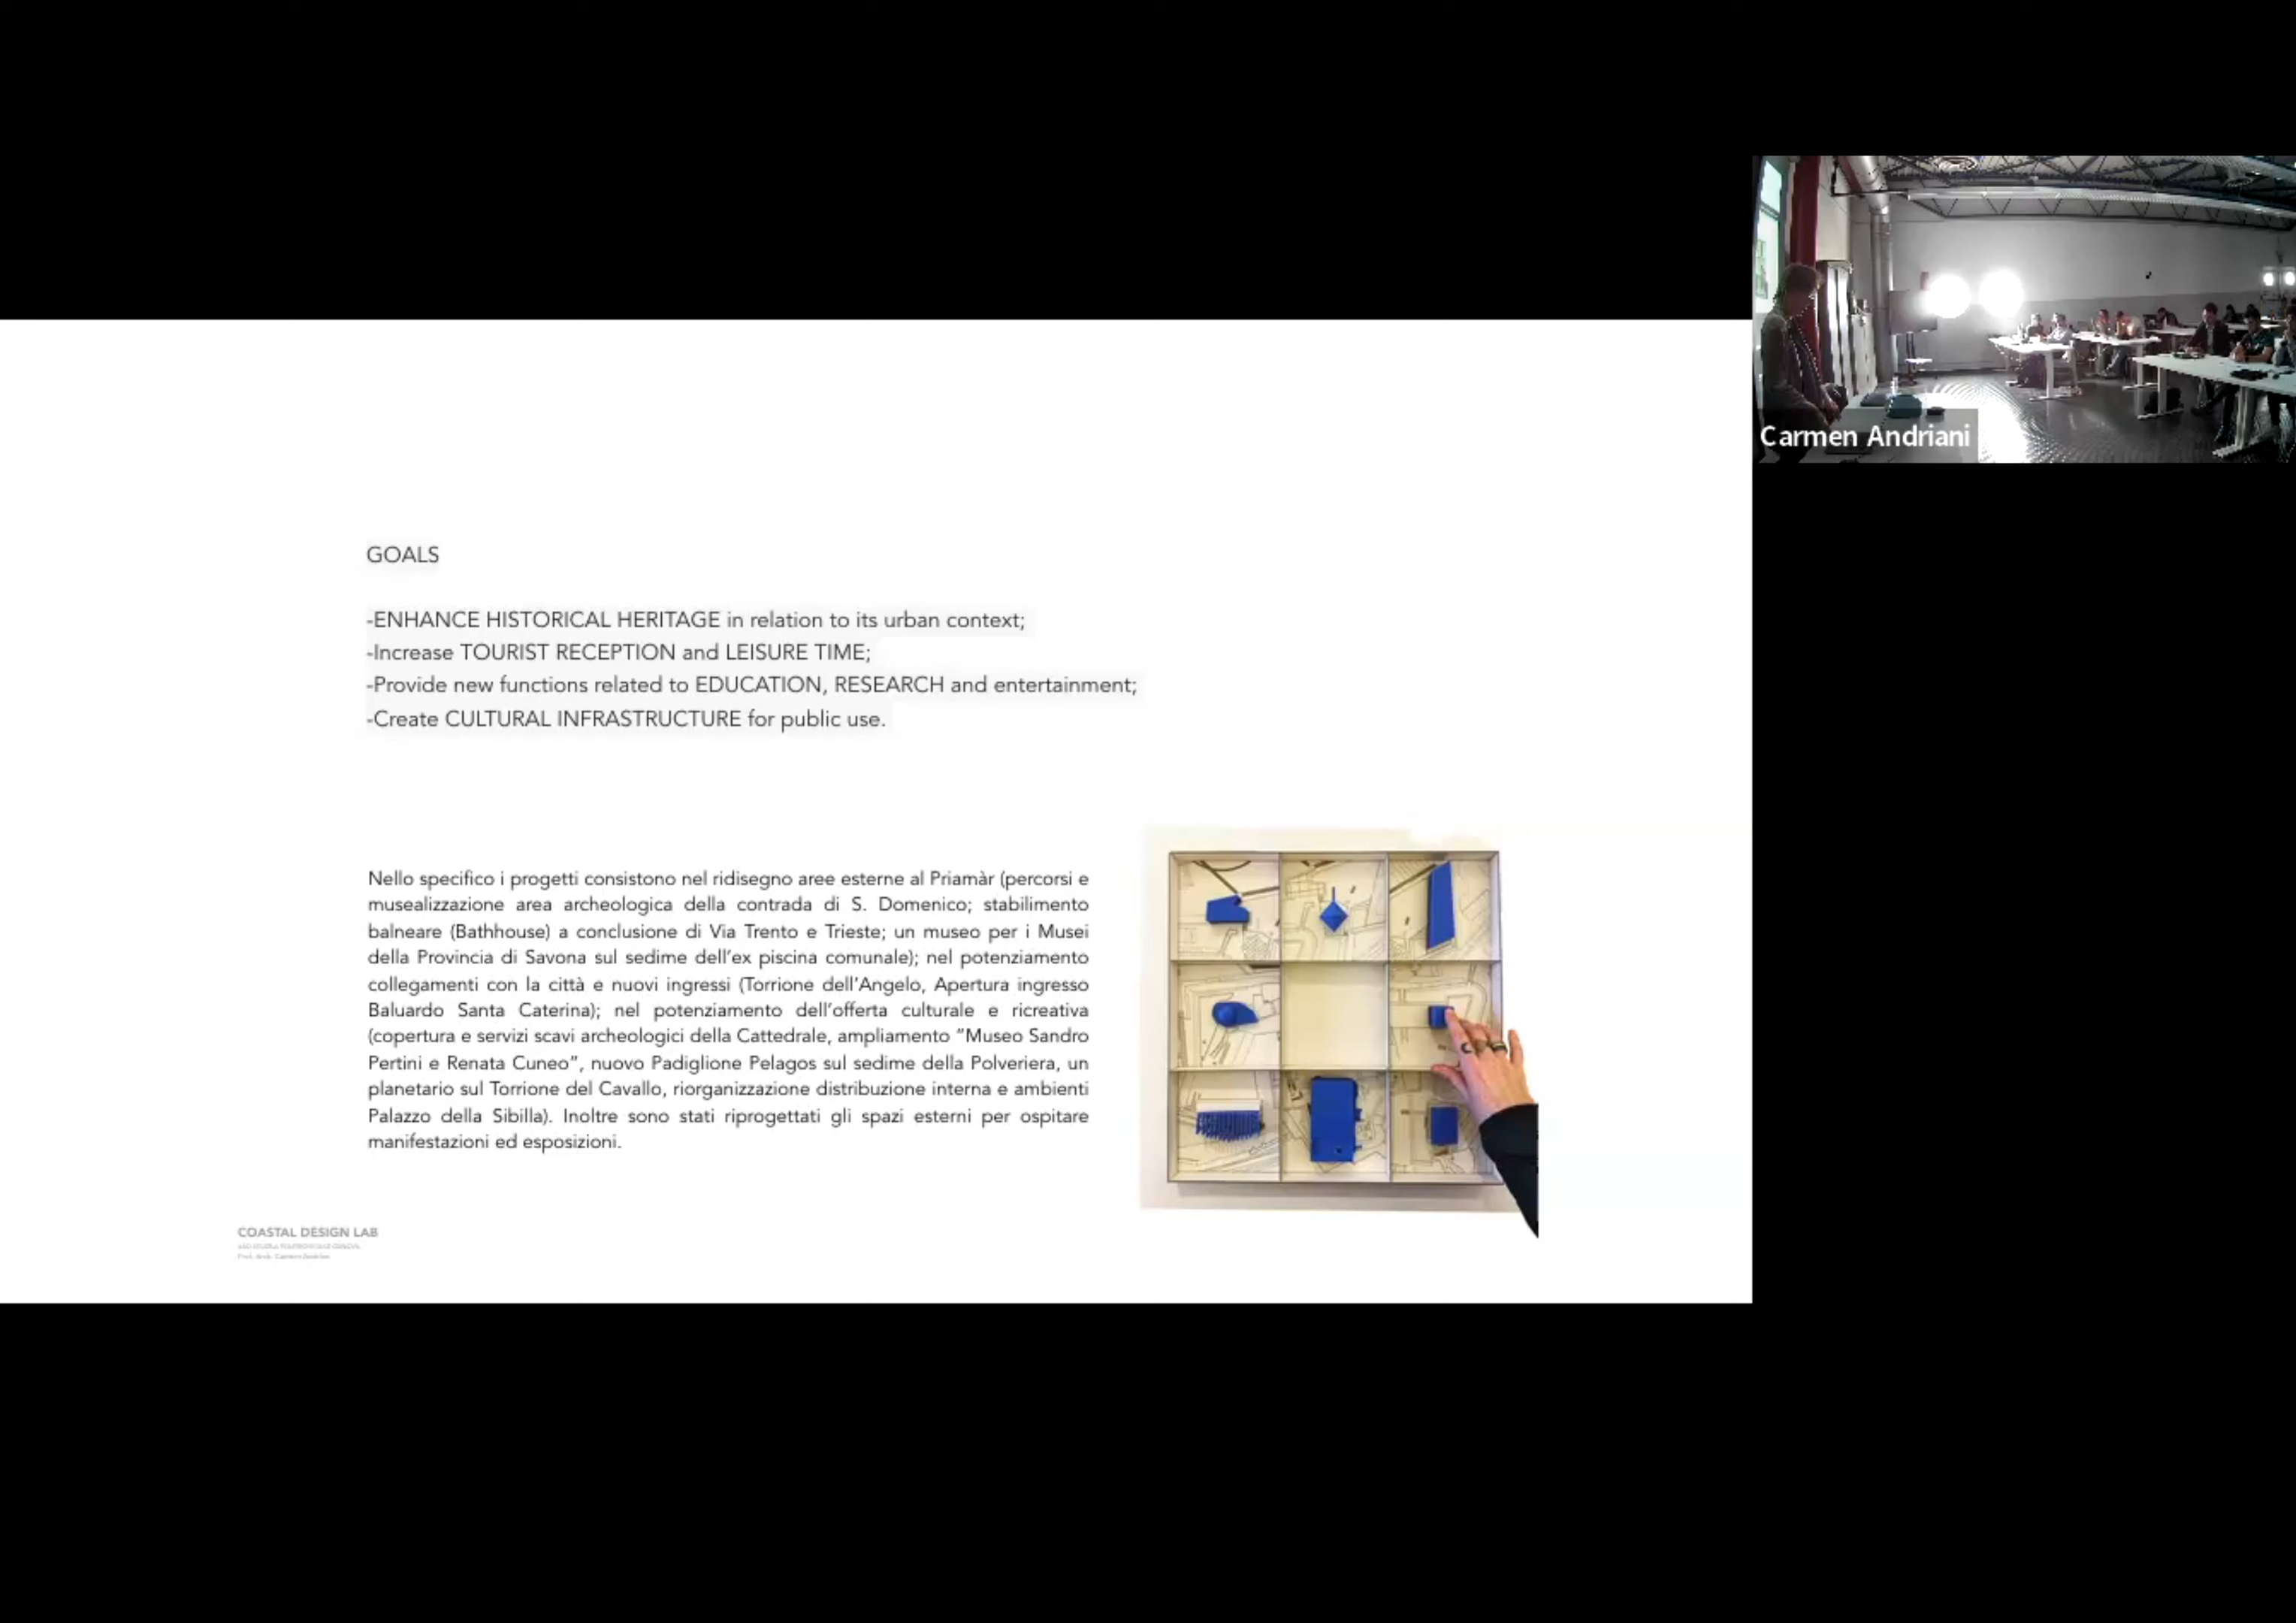 Carmen Andriani
GOALS
-ENHANCE HISTORICAL HERITAGE in relation to its urban context;
-Increase TOURIST RECEPTION and LEISURE TIME;
-Provide new functions related to EDUCATION, RESEARCH and entertainment;
-Create CULTURAL INFRASTRUCTURE for public use.
Nello specifico i progetti consistono nel ridisegno aree esterne al Priamàr (percorsi e
musealizzazione area archeologica della contrada di S. Domenico; stabilimento
balneare (Bathhouse) a conclusione di Via Trento e Trieste; un museo per i Musei
della Provincia di Savona sul sedime dell'ex piscina comunale); nel potenziamento
collegamenti con la città e nuovi ingressi (Torrione dell'Angelo, Apertura ingresso
Baluardo Santa Caterina); nel potenziamento dell'offerta culturale e ricreativa
(copertura e servizi scavi archeologici della Cattedrale, ampliamento "Museo Sandro
Pertini e Renata Cuneo", nuovo Padiglione Pelagos sul sedime della Polveriera, un
planetario sul Torrione del Cavallo, riorganizzazione distribuzione interna e ambienti
Palazzo della Sibilla). Inoltre sono stati riprogettati gli spazi esterni per ospitare
manifestazioni ed esposizioni.
COASTAL DESIGN LAB